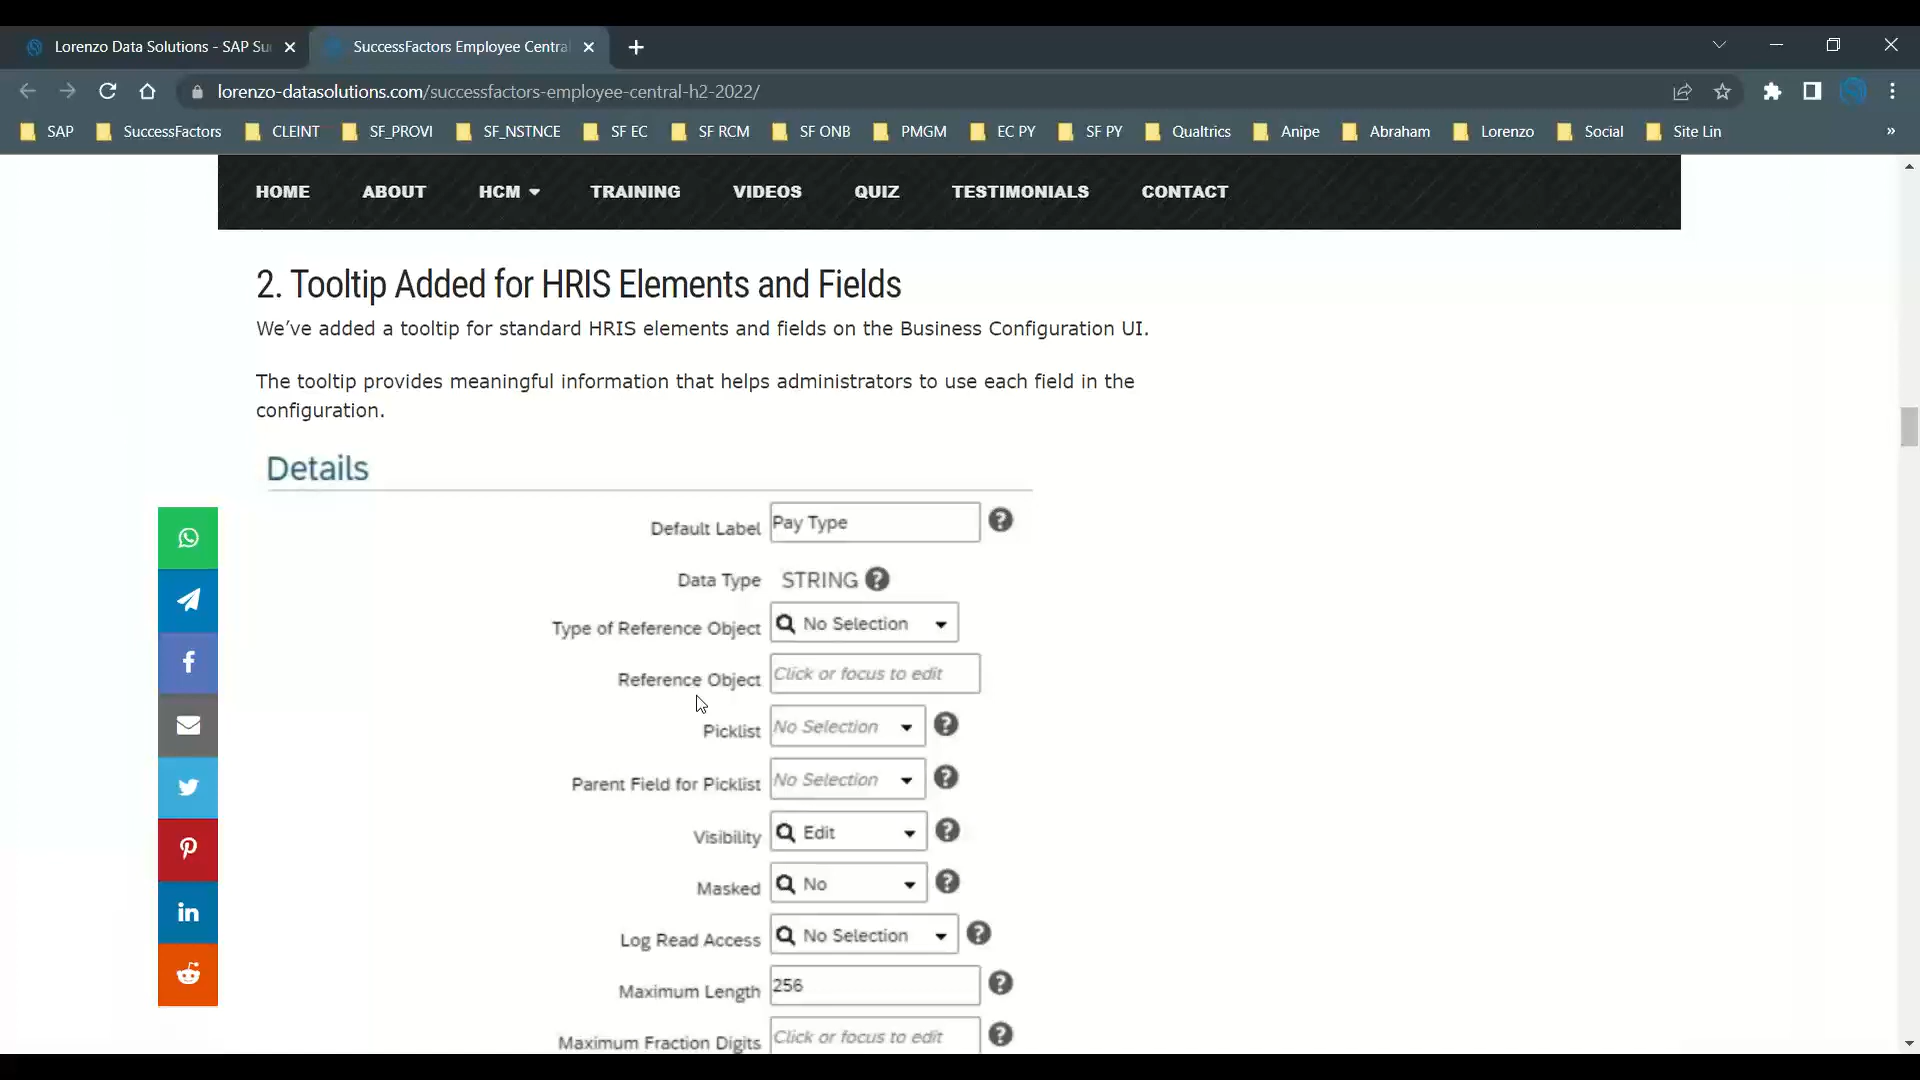 Lorenzo Data Solutions - SAP Su
SuccessFactors Employee Centra
lorenzo-datasolutions.com/successfactors-employee-central-h2-2022/
SAP SuccessFactors CLEINT SF_PROVI SF_NSTNCE SF EC SF RCM SF ONB PMGM EC PY SF PY Qualtrics Anipe Abraham Lorenzo Social Site Lin »
HOME ABOUT HCM TRAINING VIDEOS QUIZ TESTIMONIALS CONTACT
2. Tooltip Added for HRIS Elements and Fields
We’ve added a tooltip for standard HRIS elements and fields on the Business Configuration UI.
The tooltip provides meaningful information that helps administrators to use each field in the
configuration.
Details
Default Label Pay Type ?
Data Type STRING ?
Type of Reference Object No Selection
Reference Object Click or focus to edit
Picklist No Selection ?
Parent Field for Picklist No Selection ?
Visibility Edit ?
Masked No ?
Log Read Access No Selection ?
Maximum Length 256 ?
Maximum Fraction Digits Click or focus to edit ?